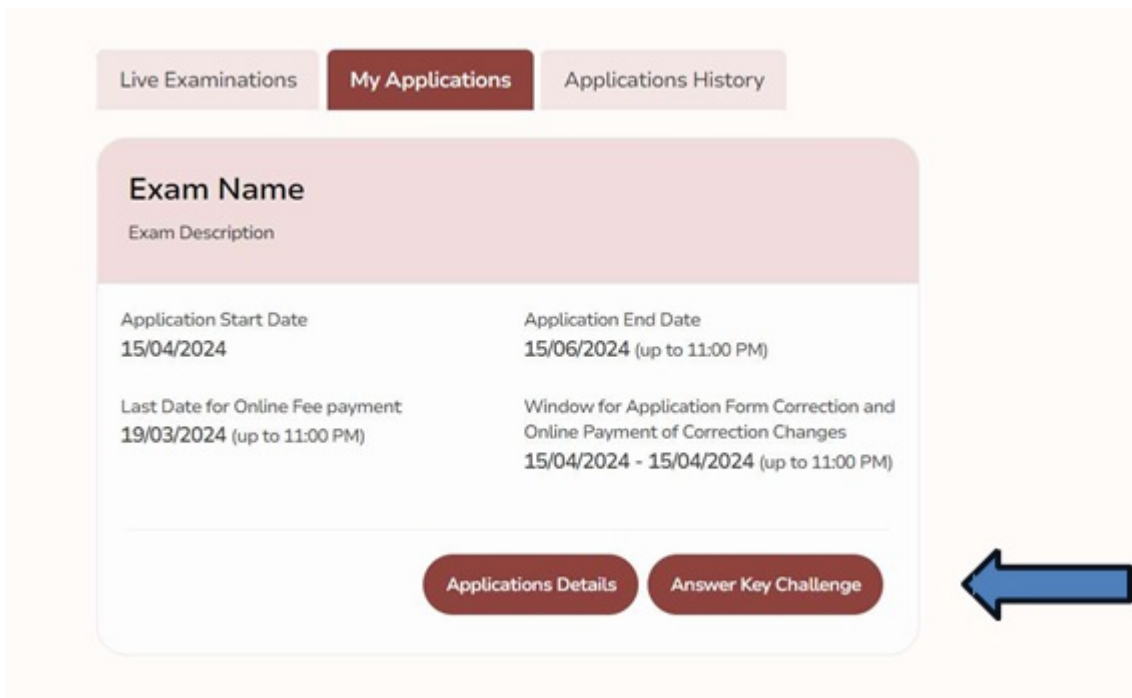 Live Examinations
My Applications
Applications History
Exam Name
Exam Description
Application Start Date
15/04/2024
Application End Date
15/06/2024 (up to 11:00 PM)
Last Date for Online Fee payment
19/03/2024 (up to 11:00 PM)
Window for Application Form Correction and
Online Payment of Correction Changes
15/04/2024 - 15/04/2024 (up to 11:00 PM)
Applications Details
Answer Key Challenge